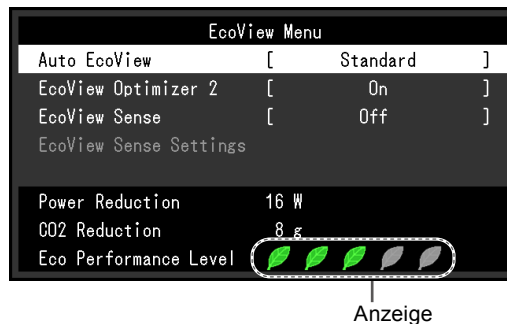 EcoView Menu
Auto EcoView [ Standard ]
EcoView Optimizer 2 [ On ]
EcoView Sense [ Off ]
EcoView Sense Settings
Power Reduction 16 W
CO2 Reduction 8 g
Eco Performance Level
Anzeige